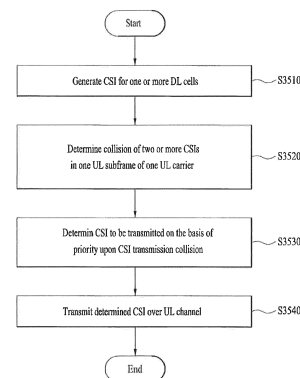 Start
Generate CSI for one or more DL cells
S3510
Determine collision of two or more CSIs
in one UL subframe of one UL carrier
S3520
Determin CSI to be transmitted on the basis of
priority upon CSI transmission collision
S3530
Transmit determined CSI over UL channel
S3540
End